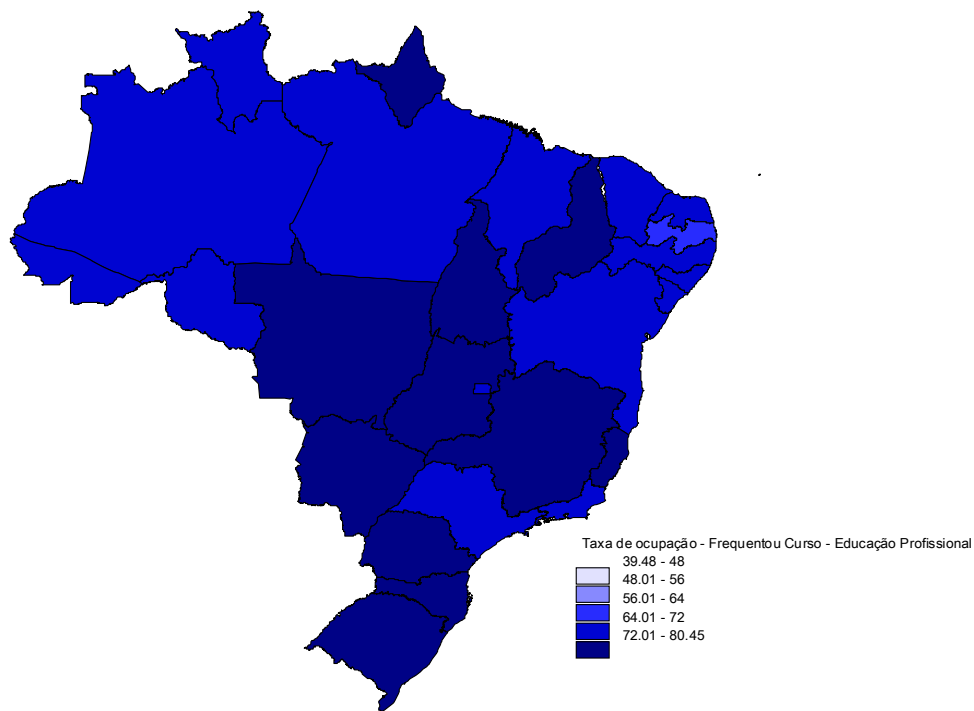 Taxa de ocupação - Frequentou Curso - Educação Profissional
39.48 - 48
48.01 - 56
56.01 - 64
64.01 - 72
72.01 - 80.45